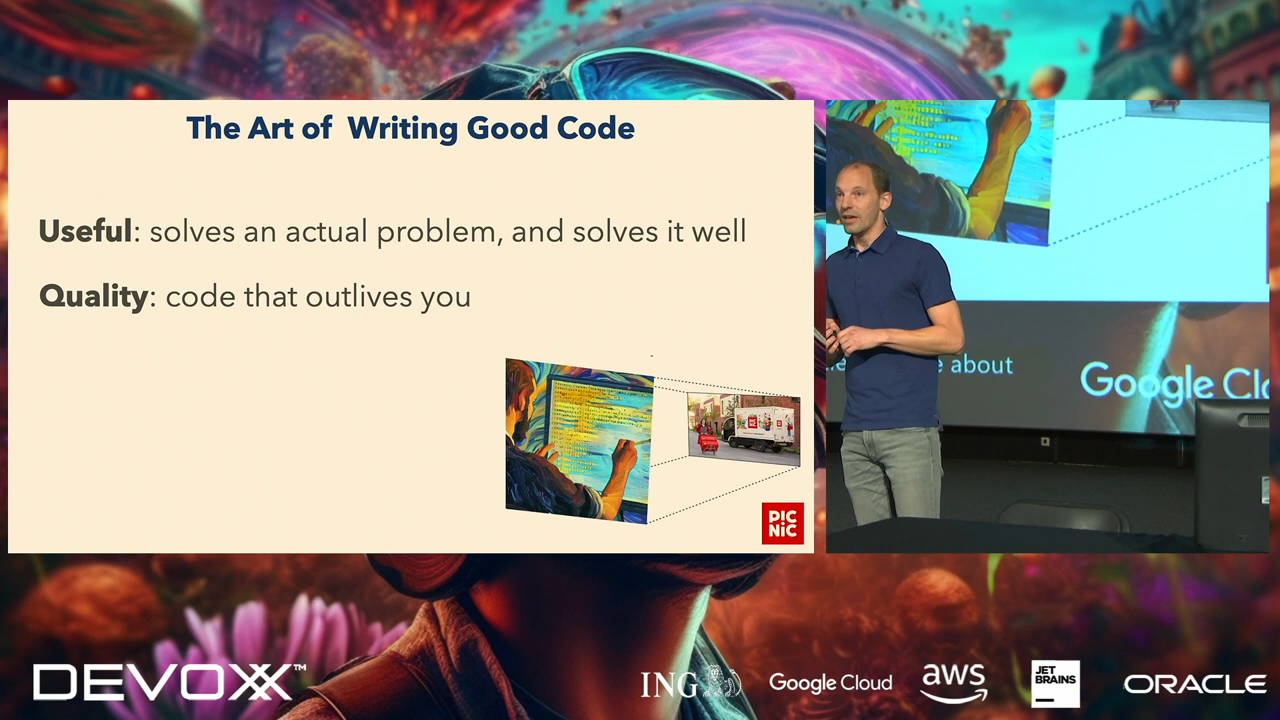 The Art of Writing Good Code
Useful: solves an actual problem, and solves it well
Quality: code that outlives you
PIC
NIC
about
Google Clo
DEVOXX™
ING
Google Cloud
aws
JET
BRAINS
ORACLE